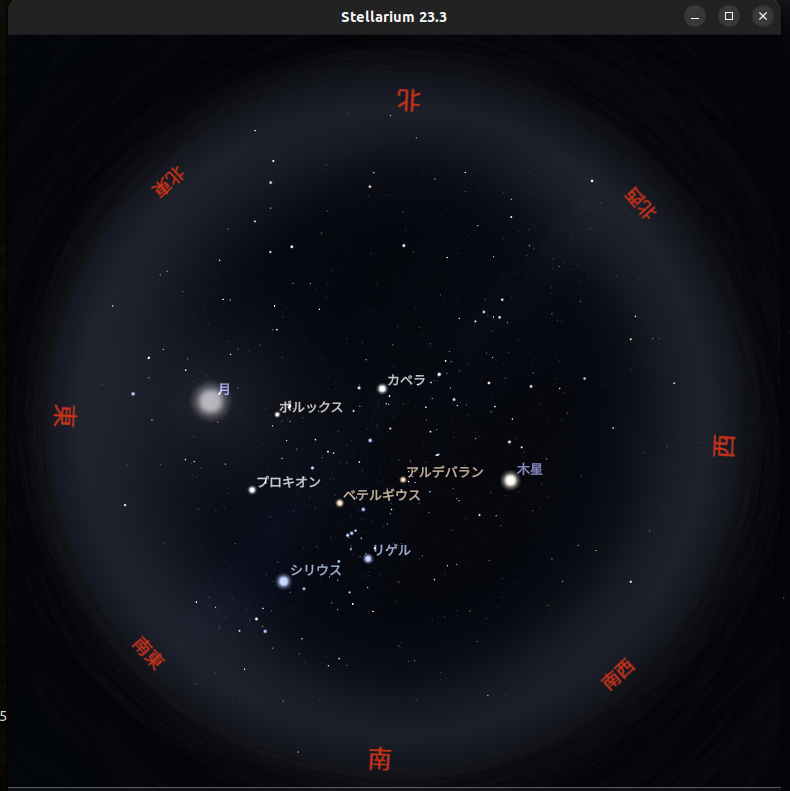 Stellarium 23.3
北
北東
北西
カペラ
月
ポルックス
東
西
アルデバラン
木星
プロキオン
ベテルギウス
リゲル
シリウス
南東
南西
5
南